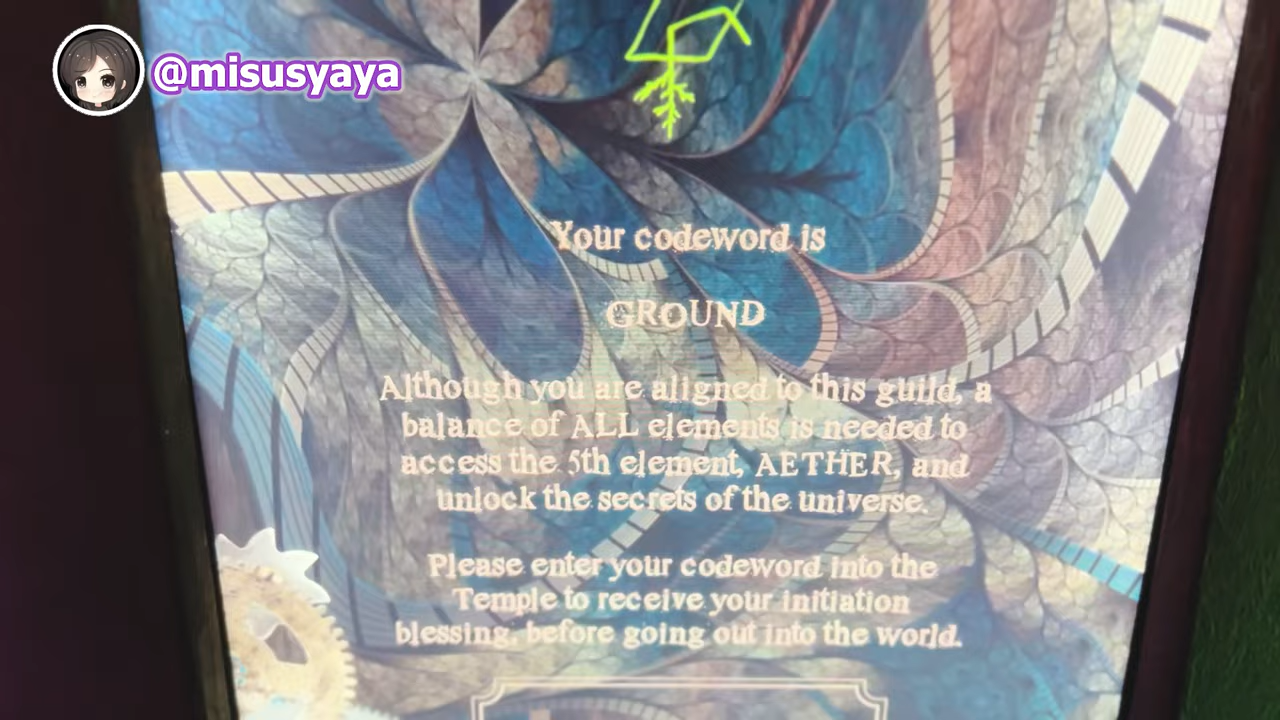 @misusyaya
Your codeword is
GROUND
Although you are aligned to this guild, a
balance of ALL elements is needed to
access the 5th element, AETHER, and
unlock the secrets of the universe.
Please enter your codeword into the
Temple to receive your initiation
blessing, before going out into the world.